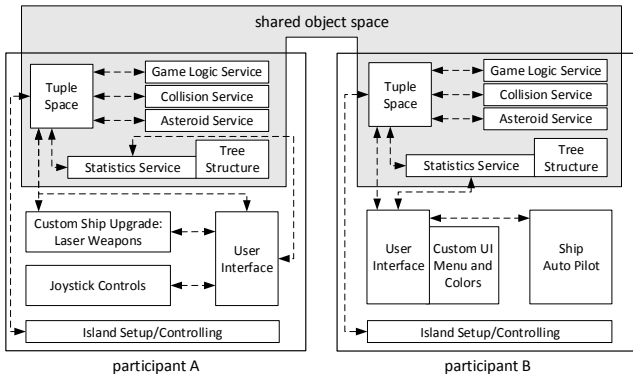 shared object space
Tuple
Space
Game Logic Service
Collision Service
Asteroid Service
Statistics Service
Tree
Structure
Custom Ship Upgrade:
Laser Weapons
User
Interface
Joystick Controls
Island Setup/Controlling
participant A
Tuple
Space
Game Logic Service
Collision Service
Asteroid Service
Statistics Service
Tree
Structure
User
Interface
Custom UI
Menu and
Colors
Ship
Auto Pilot
Island Setup/Controlling
participant B